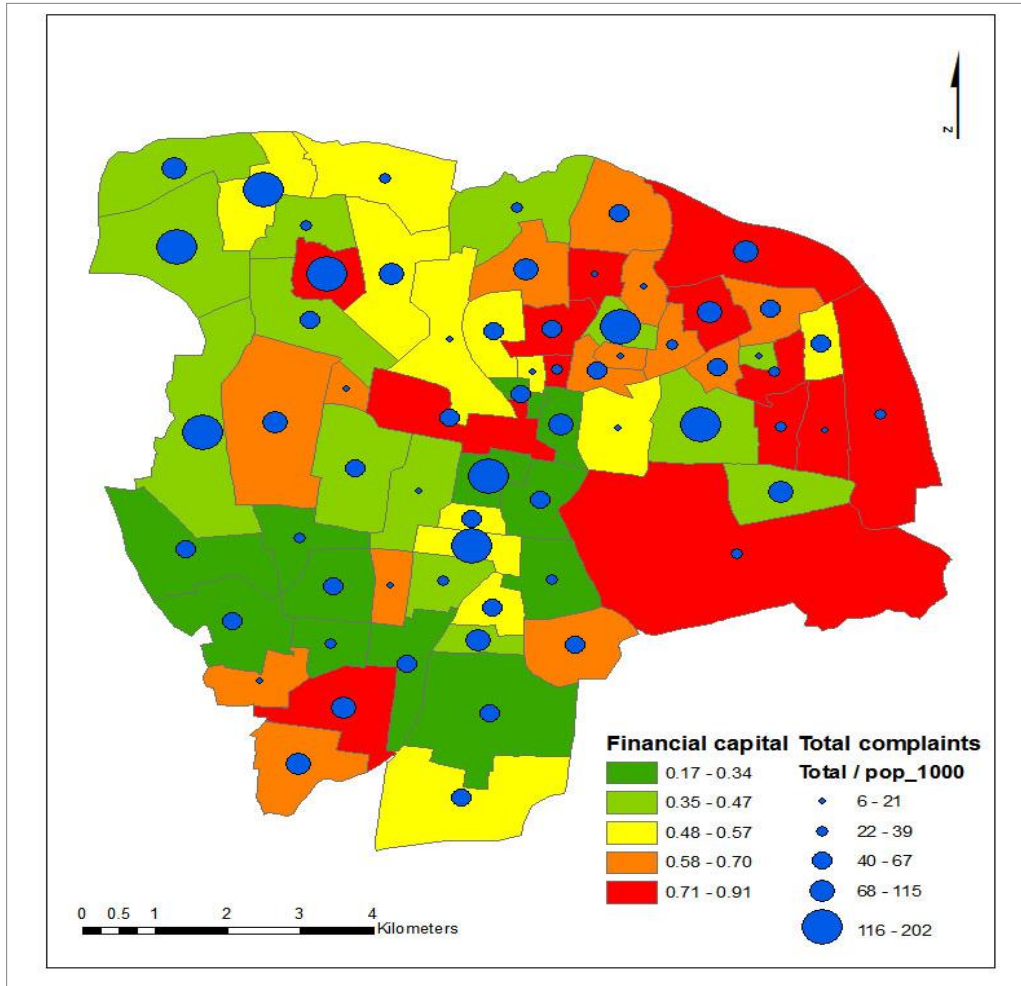 z
Financial capital
0.17 - 0.34
0.35 - 0.47
0.48 - 0.57
0.58 - 0.70
0.71 - 0.91
Total complaints
Total / pop_1000
6 - 21
22 - 39
40 - 67
68 - 115
116 - 202
0 0.5 1 2 3 4
Kilometers